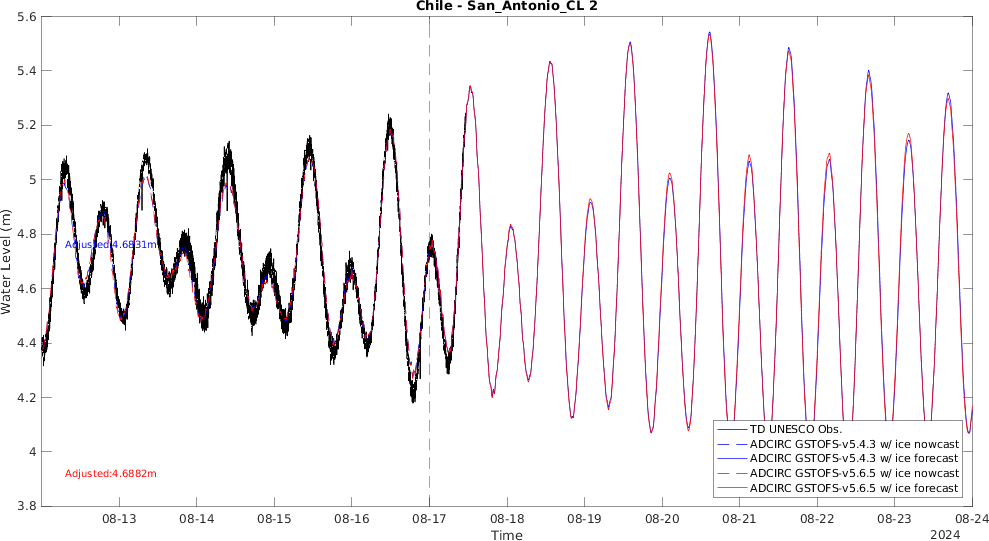 Chile - San_Antonio_CL 2
5.6
5.4
5.2
5
4.8
4.6
4.4
4.2
4
3.8
Water Level (m)
Adjusted:4.6831m
Adjusted:4.6882m
TD UNESCO Obs.
ADCIRC GSTOFS-v5.4.3 w/ ice nowcast
ADCIRC GSTOFS-v5.4.3 w/ ice forecast
ADCIRC GSTOFS-v5.6.5 w/ ice nowcast
ADCIRC GSTOFS-v5.6.5 w/ ice forecast
08-13 08-14 08-15 08-16 08-17 08-18 08-19 08-20 08-21 08-22 08-23 08-24
Time
2024